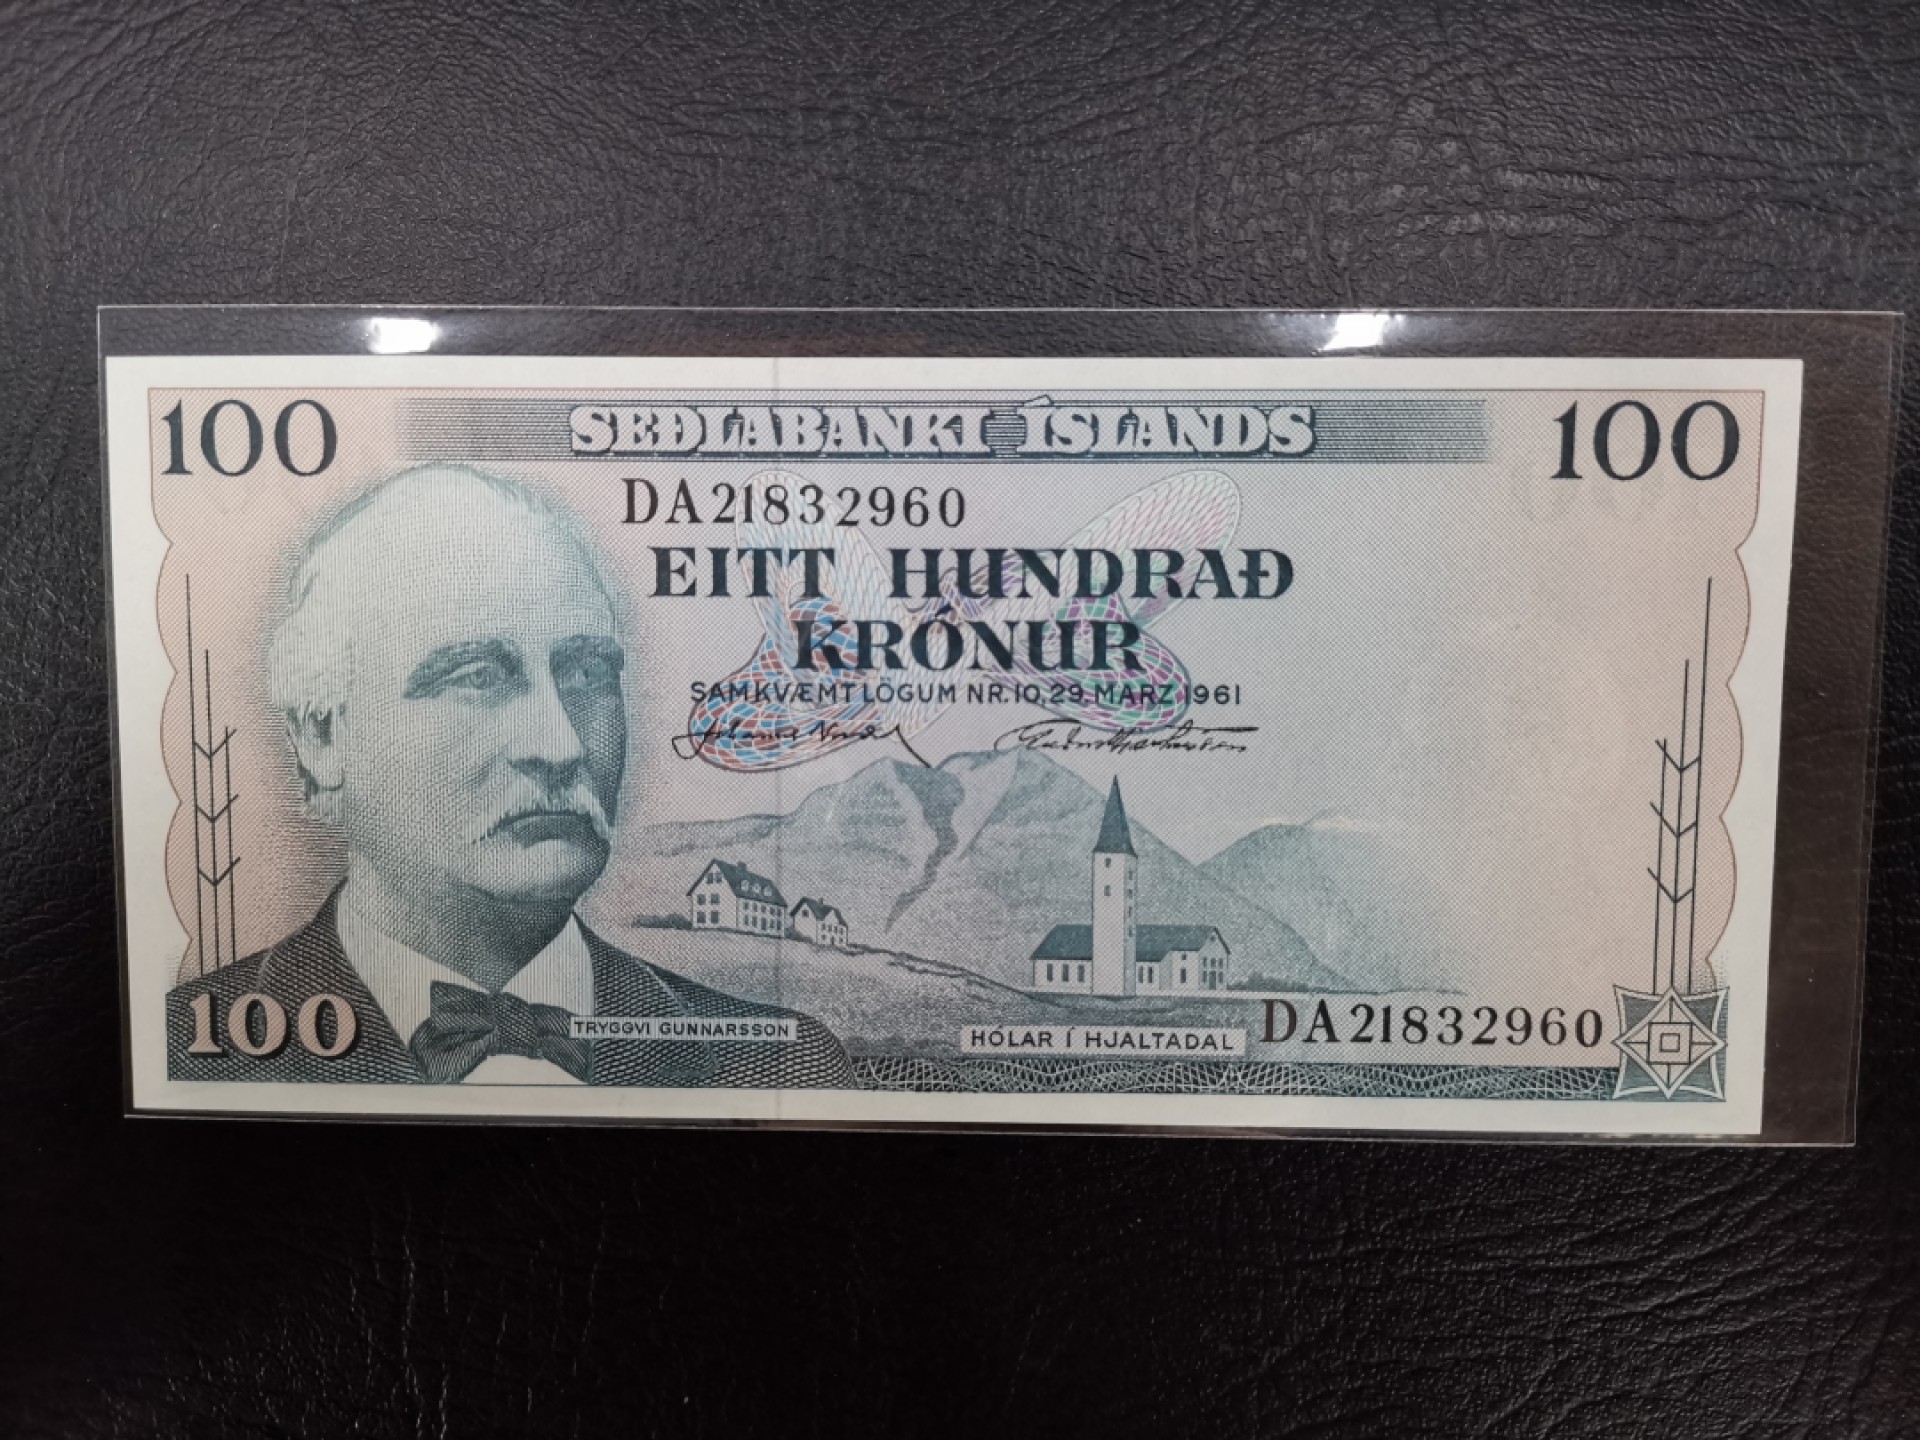 100 SEÐLABANKI ÍSLANDS 100
DA21832960
EITT HUNDRAÐ
KRÓNUR
SAMKVÆMT LÖGUM NR. 10, 29. MARZ 1961
100
TRYGGVI GUNNARSSON
HÓLAR Í HJALTADAL
DA21832960